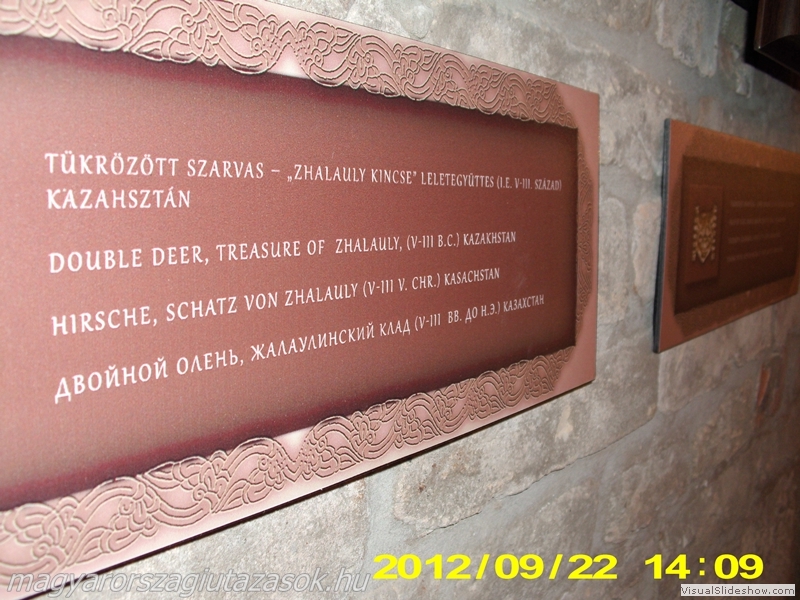 TÜKRÖZÖTT SZARVAS – „ZHALAULY KINCSE" LELETEGYÜTTES (I.E. V-III. SZÁZAD)
KAZAHSZTÁN
DOUBLE DEER, TREASURE OF ZHALAULY, (V-III B.C.) KAZAKHSTAN
HIRSCHE, SCHATZ VON ZHALAULY (V-III V. CHR.) KASACHSTAN
ДВОЙНОЙ ОЛЕНЬ, ЖАЛАУЛИНСКИЙ КЛАД (V-III ВВ. ДО Н.Э.) КАЗАХСТАН
2012/09/22 14:09
magyarorszagiutazasok.hu
VisualSlideshow.com